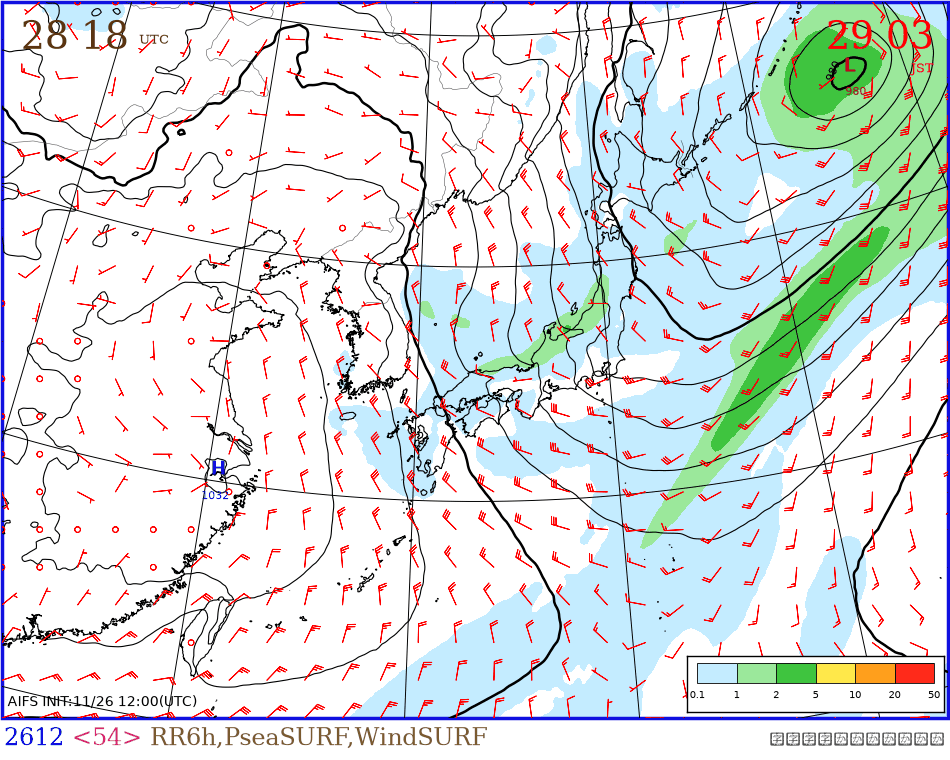 28 18 UTC
29 03
JST
L
980
980
H
1032
0.1 1 2 5 10 20 50
AIFS INIT:11/26 12:00(UTC)
2612 <54> RR6h,PseaSURF,WindSURF